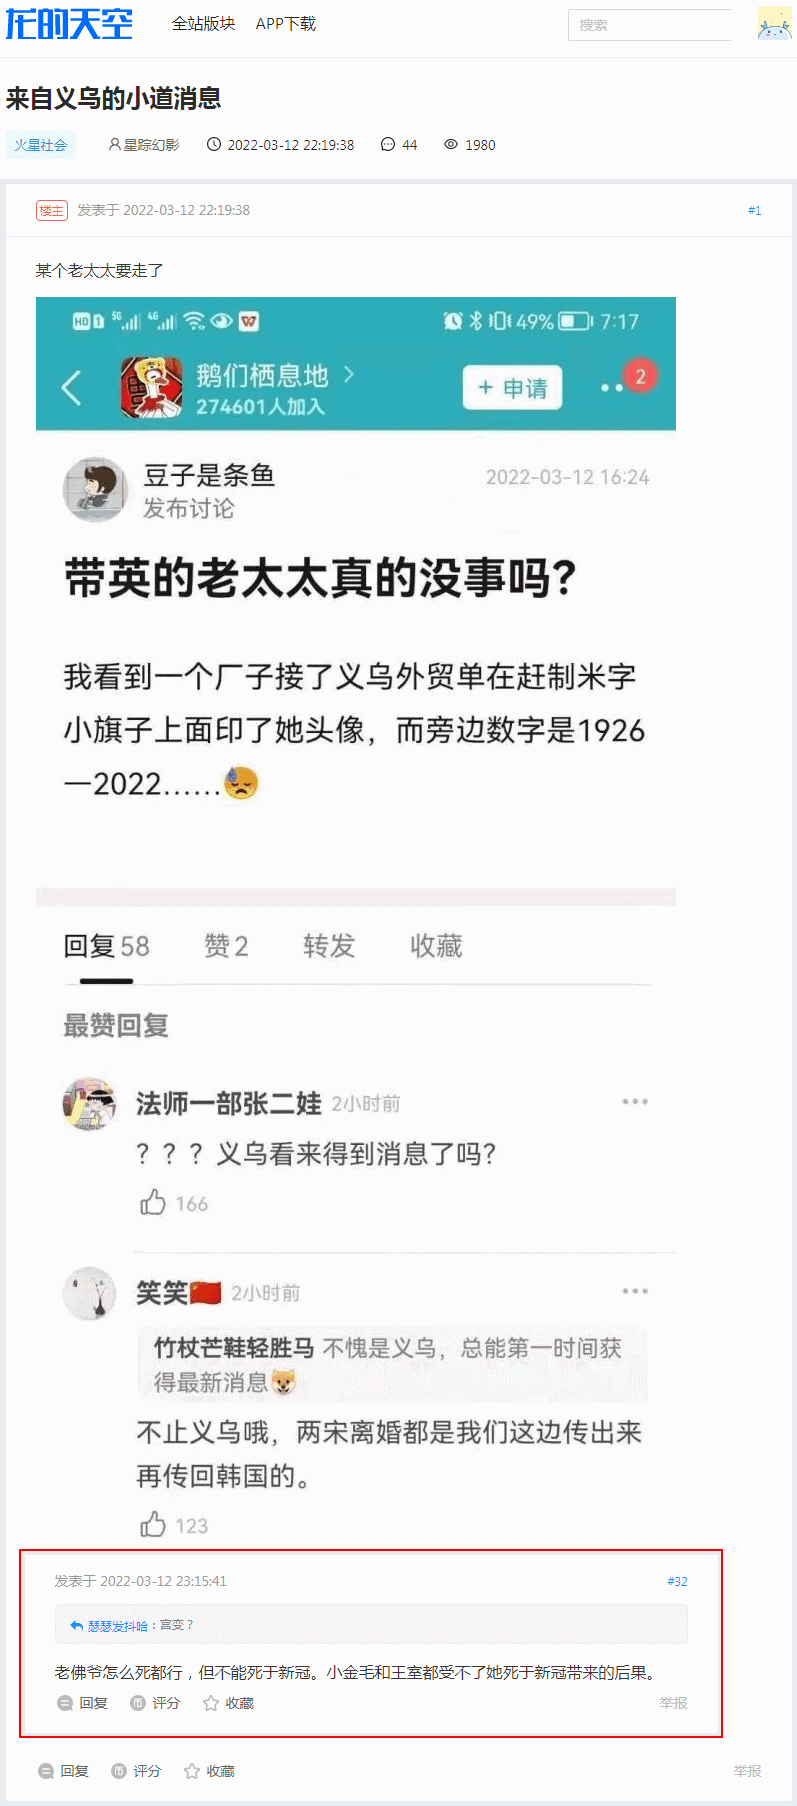 龙的天空 全站版块 APP下载 搜索
来自义乌的小道消息
火星社会 星踪幻影 2022-03-12 22:19:38 44 1980
楼主 发表于 2022-03-12 22:19:38 #1
某个老太太要走了
HD 1 5G 4G 49% 7:17
鹅们栖息地 + 申请 2
274601人加入
豆子是条鱼 2022-03-12 16:24
发布讨论
带英的老太太真的没事吗?
我看到一个厂子接了义乌外贸单在赶制米字
小旗子上面印了她头像，而旁边数字是1926
—2022……
回复 58 赞 2 转发 收藏
最赞回复
法师一部张二娃 2小时前
？？？义乌看来得到消息了吗？
166
笑笑🇨🇳 2小时前
竹杖芒鞋轻胜马 不愧是义乌，总能第一时间获
得最新消息
不止义乌哦，两宋离婚都是我们这边传出来
再传回韩国的。
123
发表于 2022-03-12 23:15:41 #32
瑟瑟发抖哈：宫变？
老佛爷怎么死都行，但不能死于新冠。小金毛和王室都受不了她死于新冠带来的后果。
回复 评分 收藏 举报
回复 评分 收藏 举报